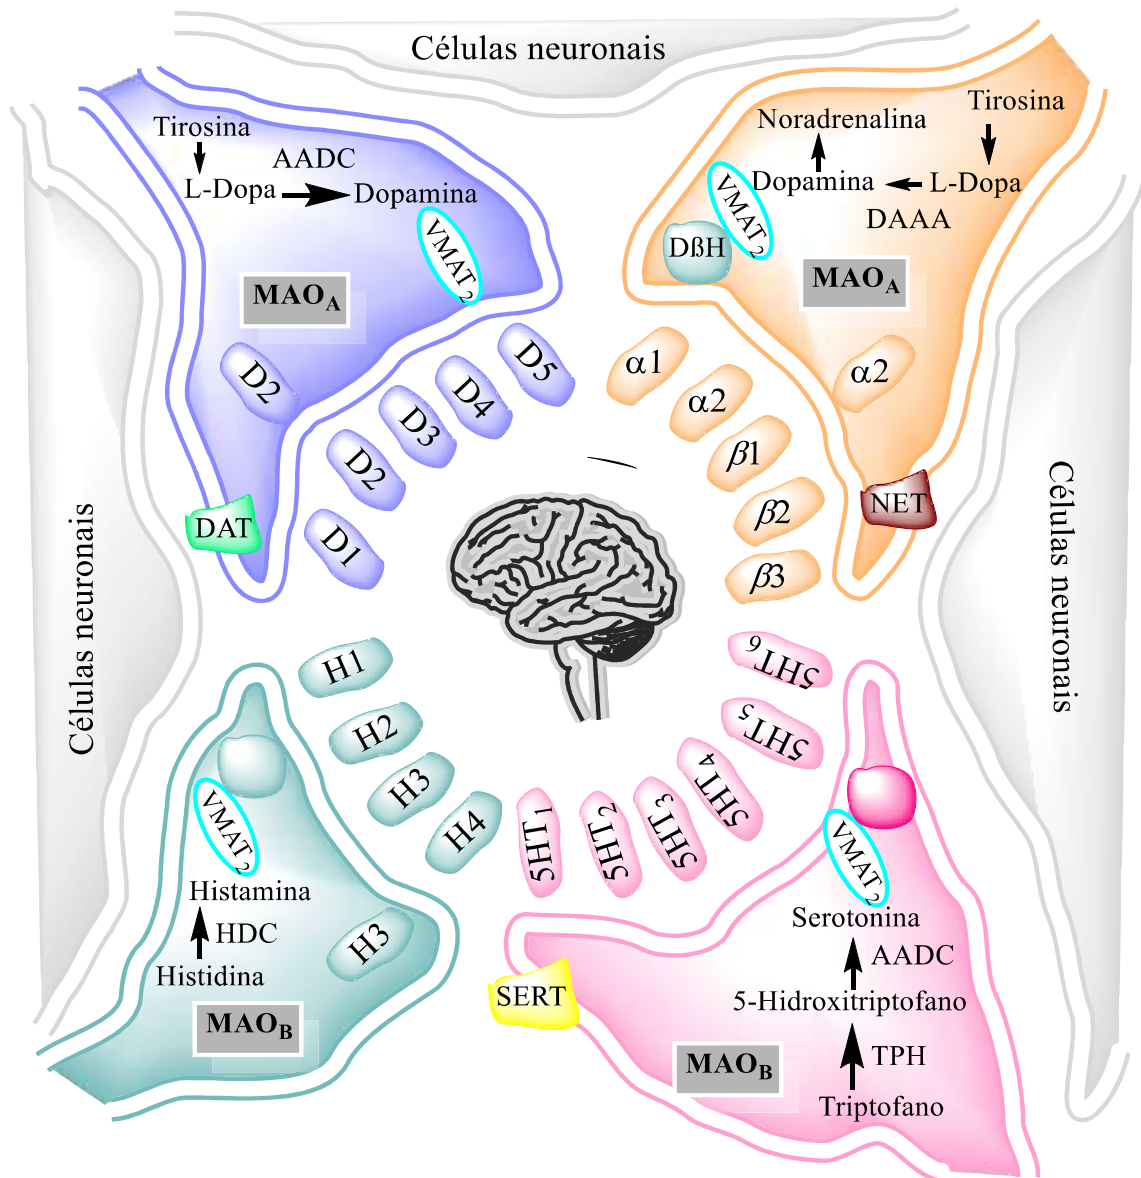 Células neuronais
Tirosina
AADC
L-Dopa
Dopamina
VMAT2
MAOA
D2
DAT
D1
D2
D3
D4
D5
Tirosina
Noradrenalina
Dopamina
L-Dopa
DAAA
VMAT2
DßH
MAOA
α2
NET
α1
α2
β1
β2
β3
Células neuronais
Células neuronais
H1
H2
H3
H4
VMAT2
Histamina
HDC
Histidina
H3
MAOB
5HT1
5HT2
5HT3
5HT4
5HT5
5HT6
VMAT2
Serotonina
AADC
5-Hidroxitriptofano
TPH
Triptofano
MAOB
SERT